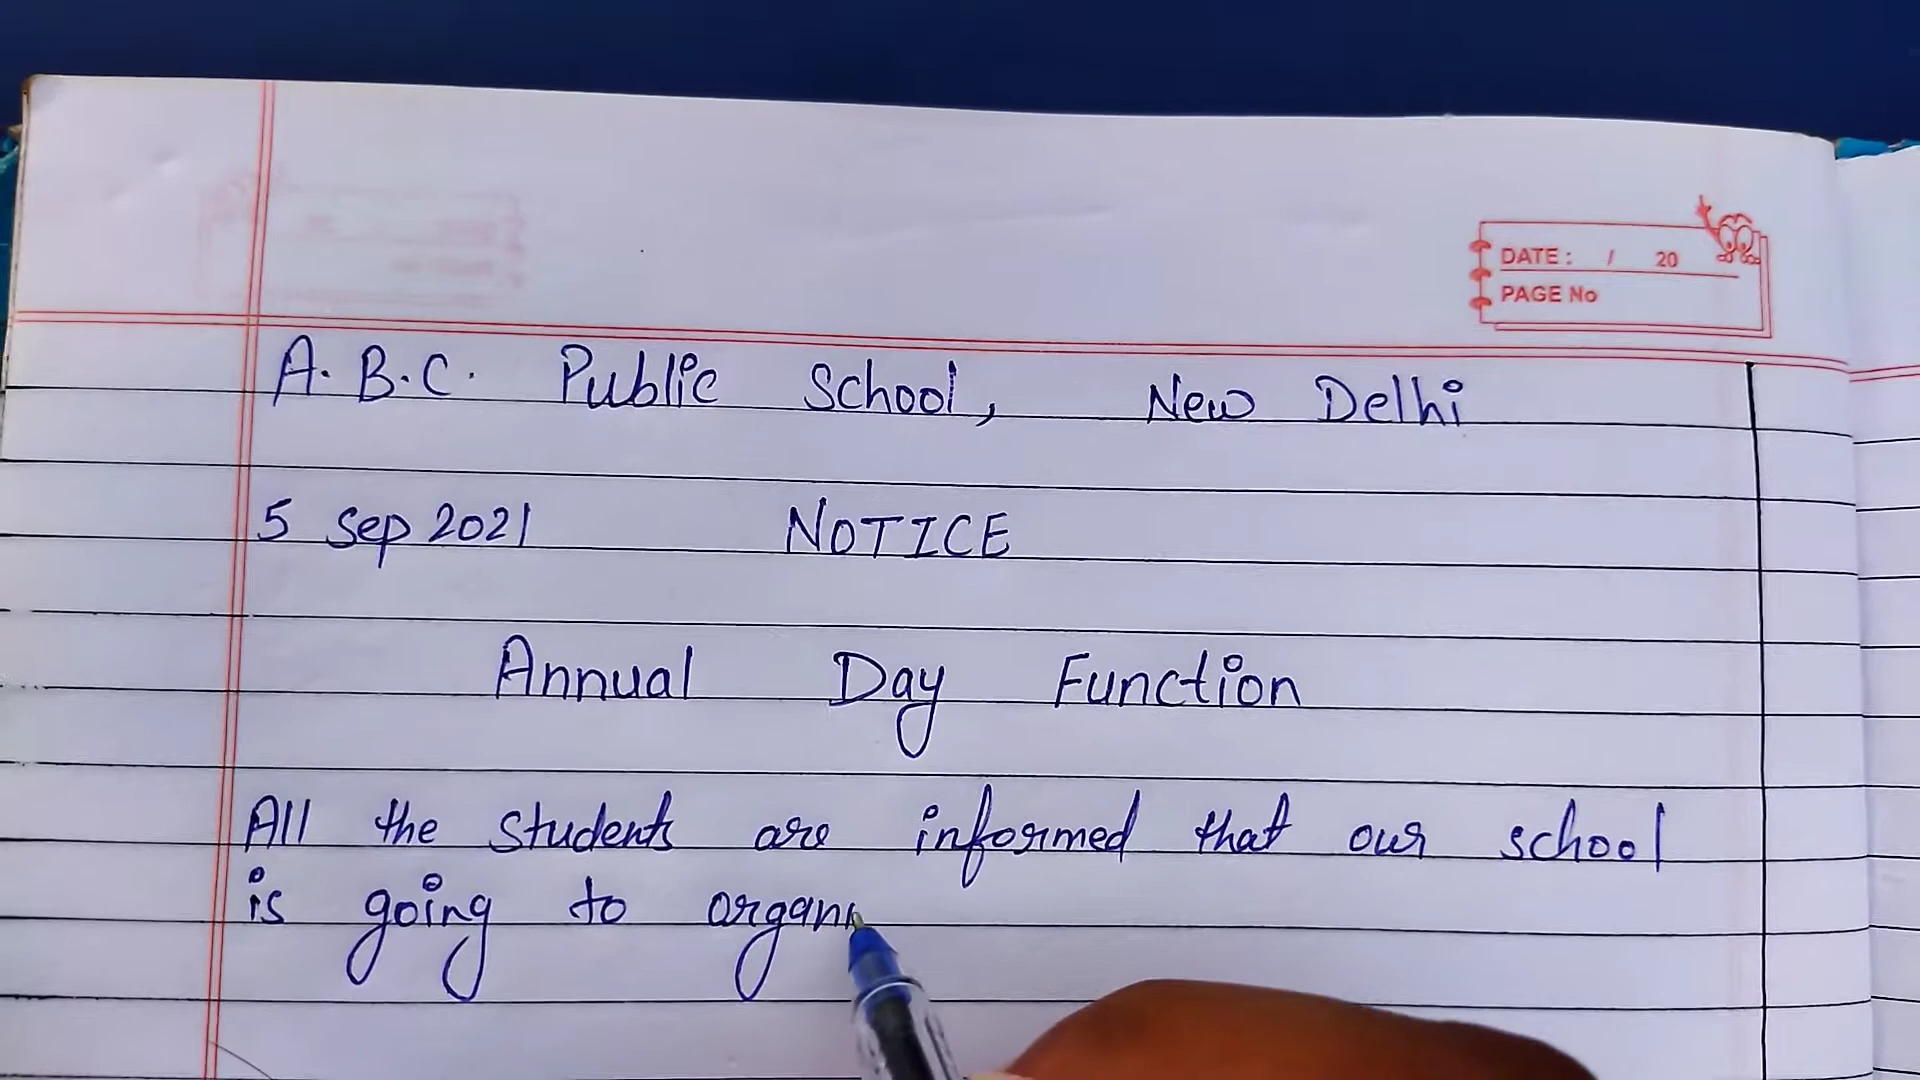 DATE: / 20
PAGE No
A.B.C. Public School, New Delhi
5 Sep 2021 NOTICE
Annual Day Function
All the students are informed that our school
is going to organi